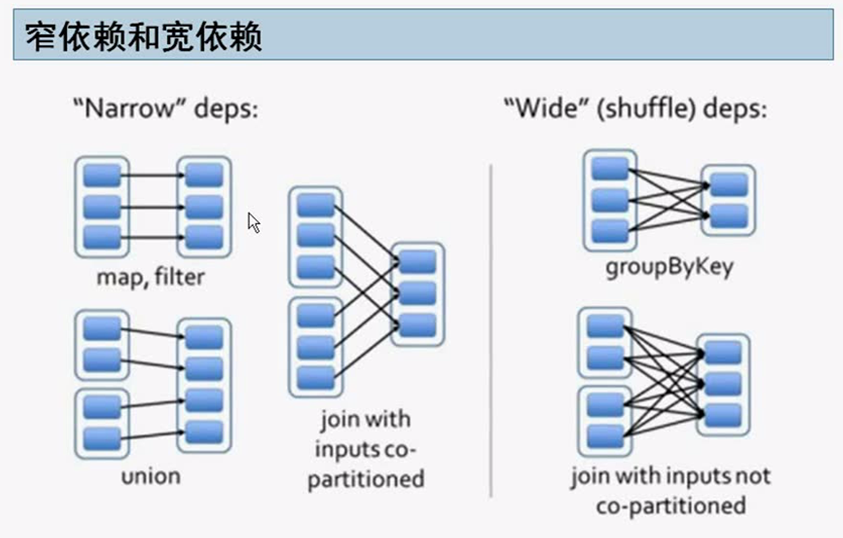 窄依赖和宽依赖
“Narrow” deps:
map, filter
union
join with
inputs co-
partitioned
“Wide” (shuffle) deps:
groupByKey
join with inputs not
co-partitioned